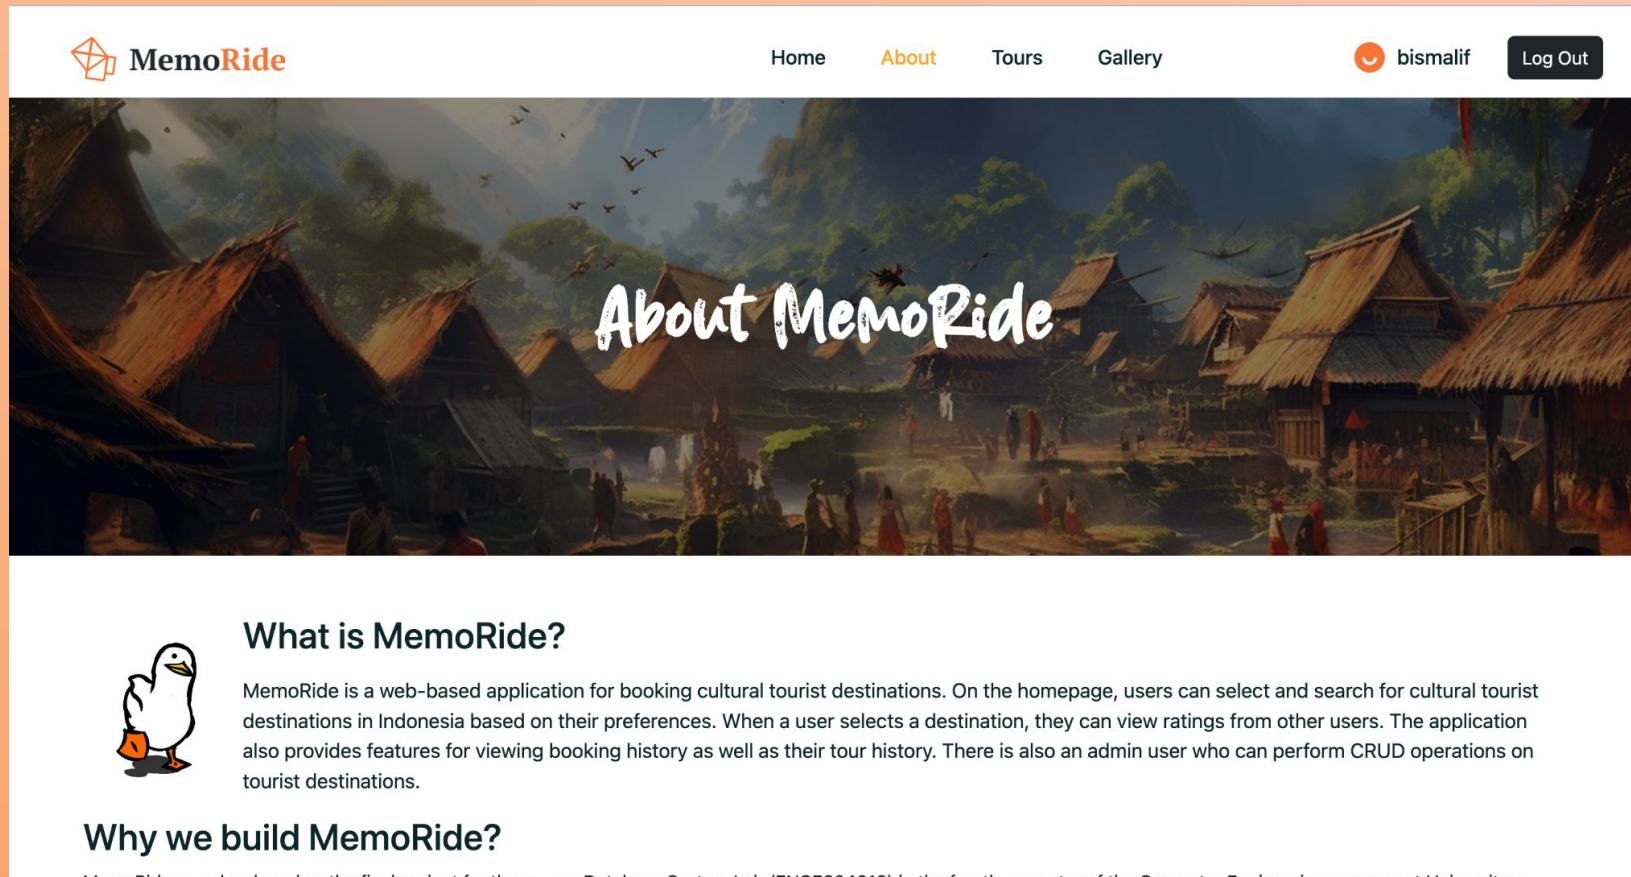 MemoRide
Home About Tours Gallery bismalif Log Out
About MemoRide
What is MemoRide?
MemoRide is a web-based application for booking cultural tourist destinations. On the homepage, users can select and search for cultural tourist
destinations in Indonesia based on their preferences. When a user selects a destination, they can view ratings from other users. The application
also provides features for viewing booking history as well as their tour history. There is also an admin user who can perform CRUD operations on
tourist destinations.
Why we build MemoRide?